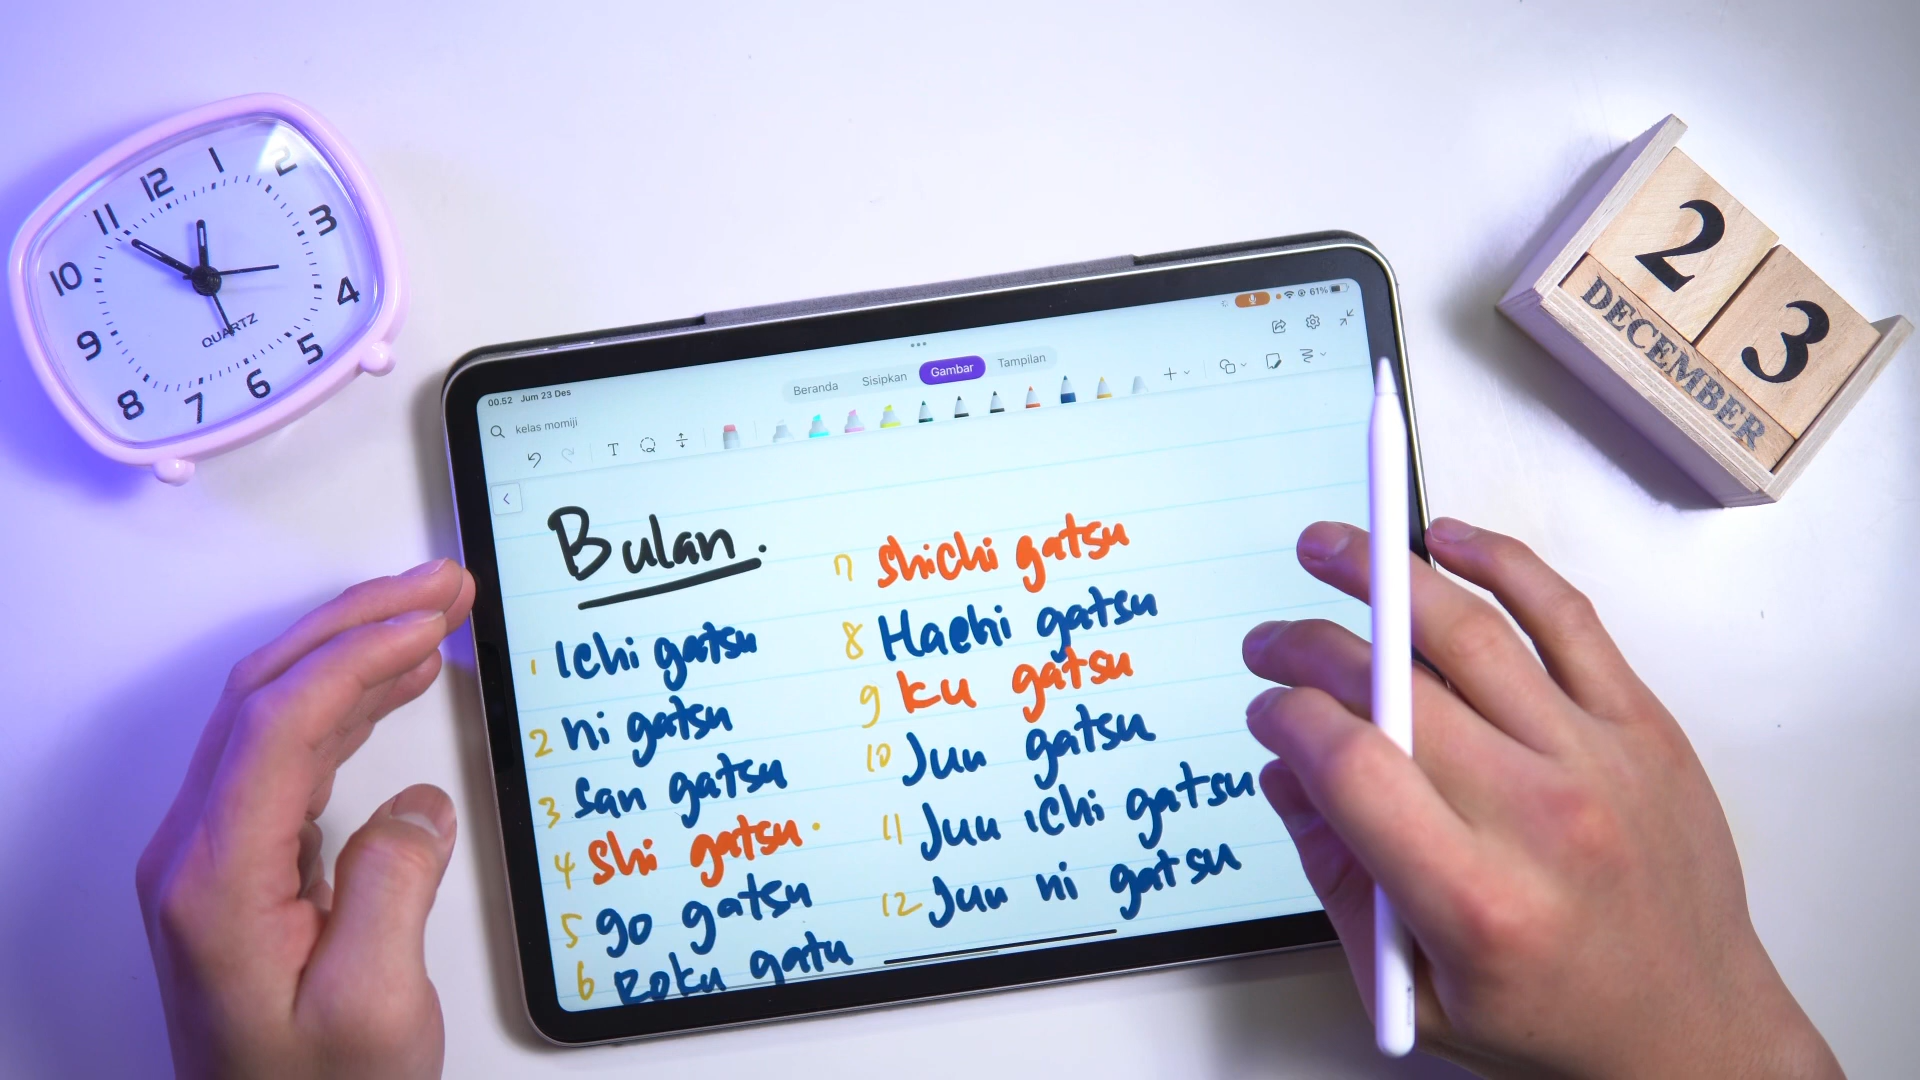 12
1
2
3
4
5
6
7
8
9
10
11
QUARTZ
2 3
DECEMBER
00.52 Jum 23 Des
61%
Beranda Sisipkan Gambar Tampilan
kelas momiji
T
Bulan.
1 Ichi gatsu
2 ni gatsu
3 San gatsu
4 Shi gatsu.
5 go gatsu
6 Roku gatu
7 Shichi gatsu
8 Hachi gatsu
9 ku gatsu
10 Juu gatsu
11 Juu ichi gatsu
12 Juu ni gatsu